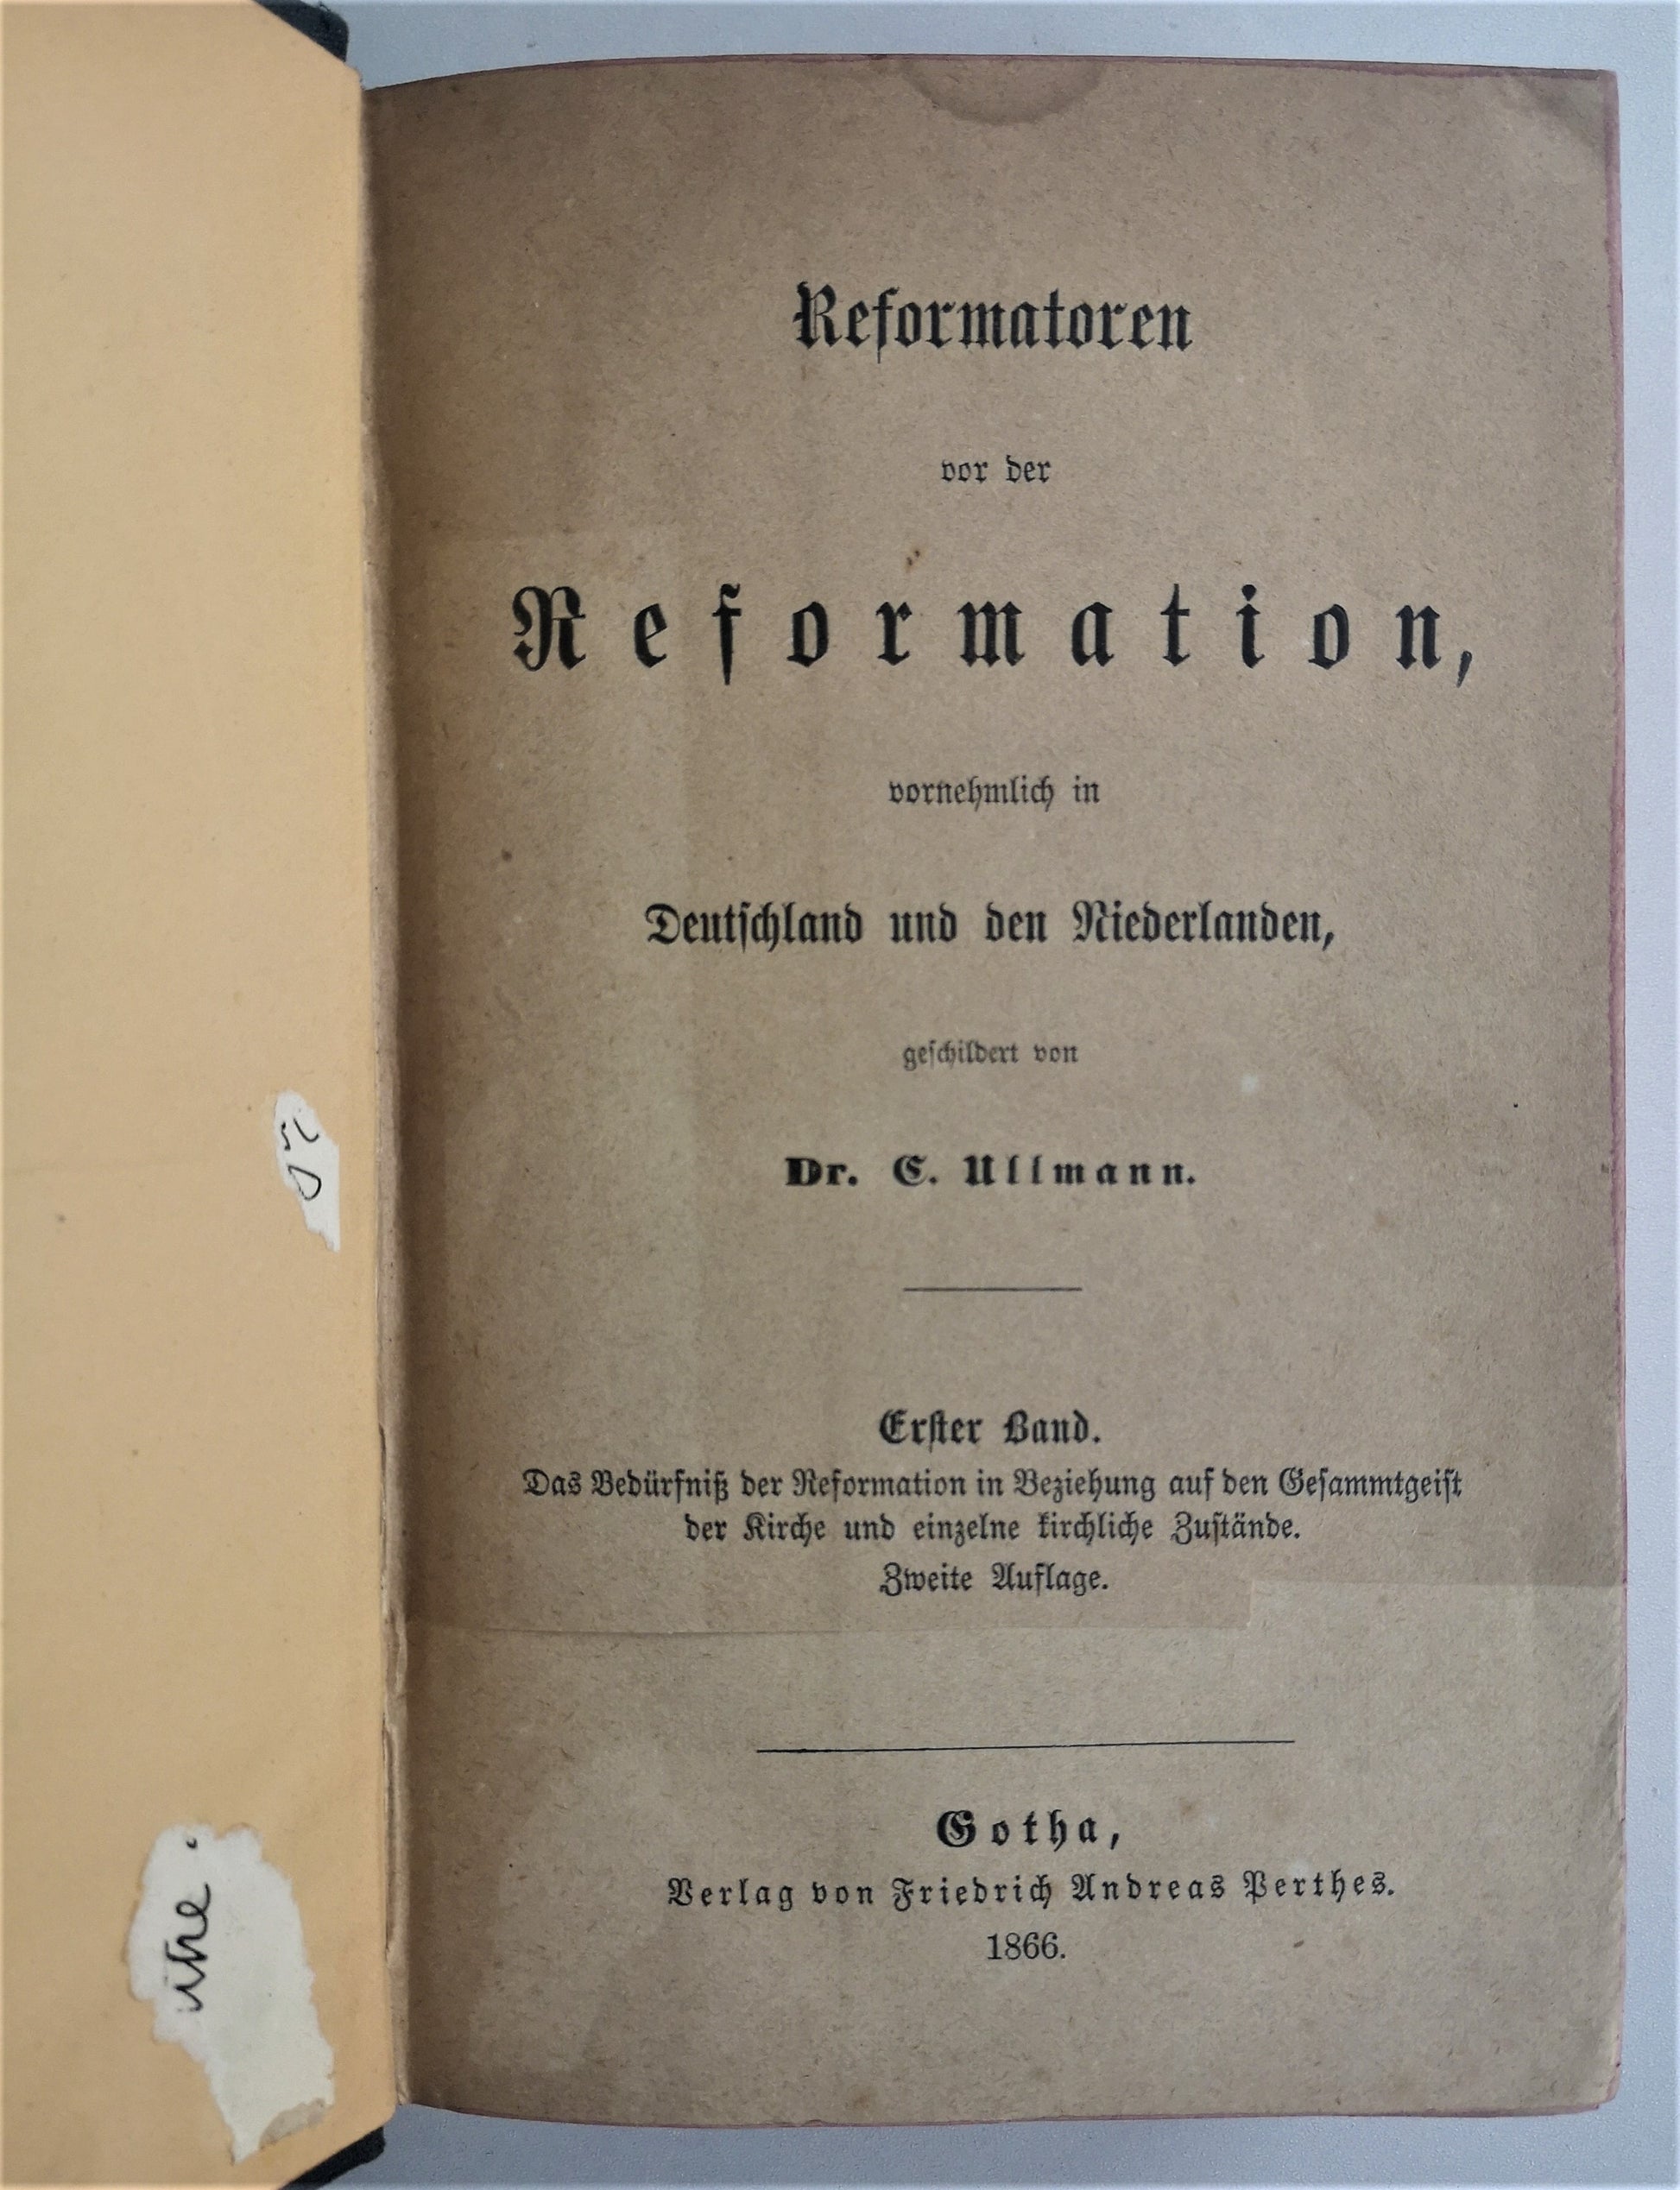 Reformatoren
vor der
Reformation,
vornehmlich in
Deutschland und den Niederlanden,
geschildert von
Dr. C. Ullmann.
Erster Band.
Das Bedürfniß der Reformation in Beziehung auf den Gesammtgeist
der Kirche und einzelne kirchliche Zustände.
Zweite Auflage.
Gotha,
Verlag von Friedrich Andreas Perthes.
1866.